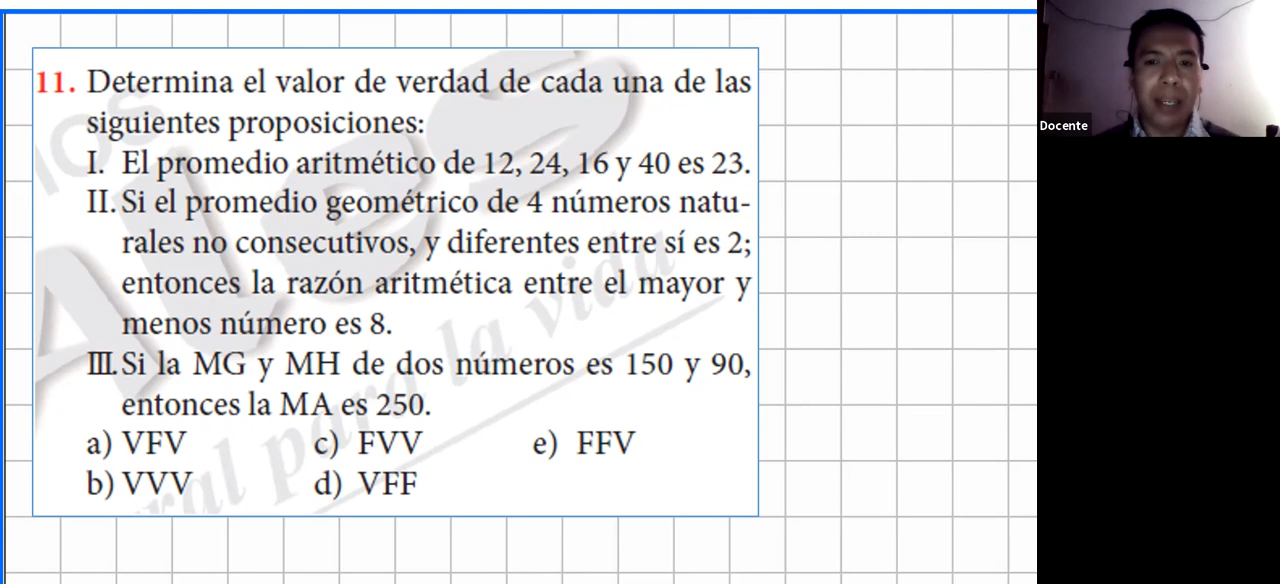 11. Determina el valor de verdad de cada una de las
siguientes proposiciones:
I. El promedio aritmético de 12, 24, 16 y 40 es 23.
II. Si el promedio geométrico de 4 números natu-
rales no consecutivos, y diferentes entre sí es 2;
entonces la razón aritmética entre el mayor y
menos número es 8.
III. Si la MG y MH de dos números es 150 y 90,
entonces la MA es 250.
a) VFV c) FVV e) FFV
b) VVV d) VFF
Docente